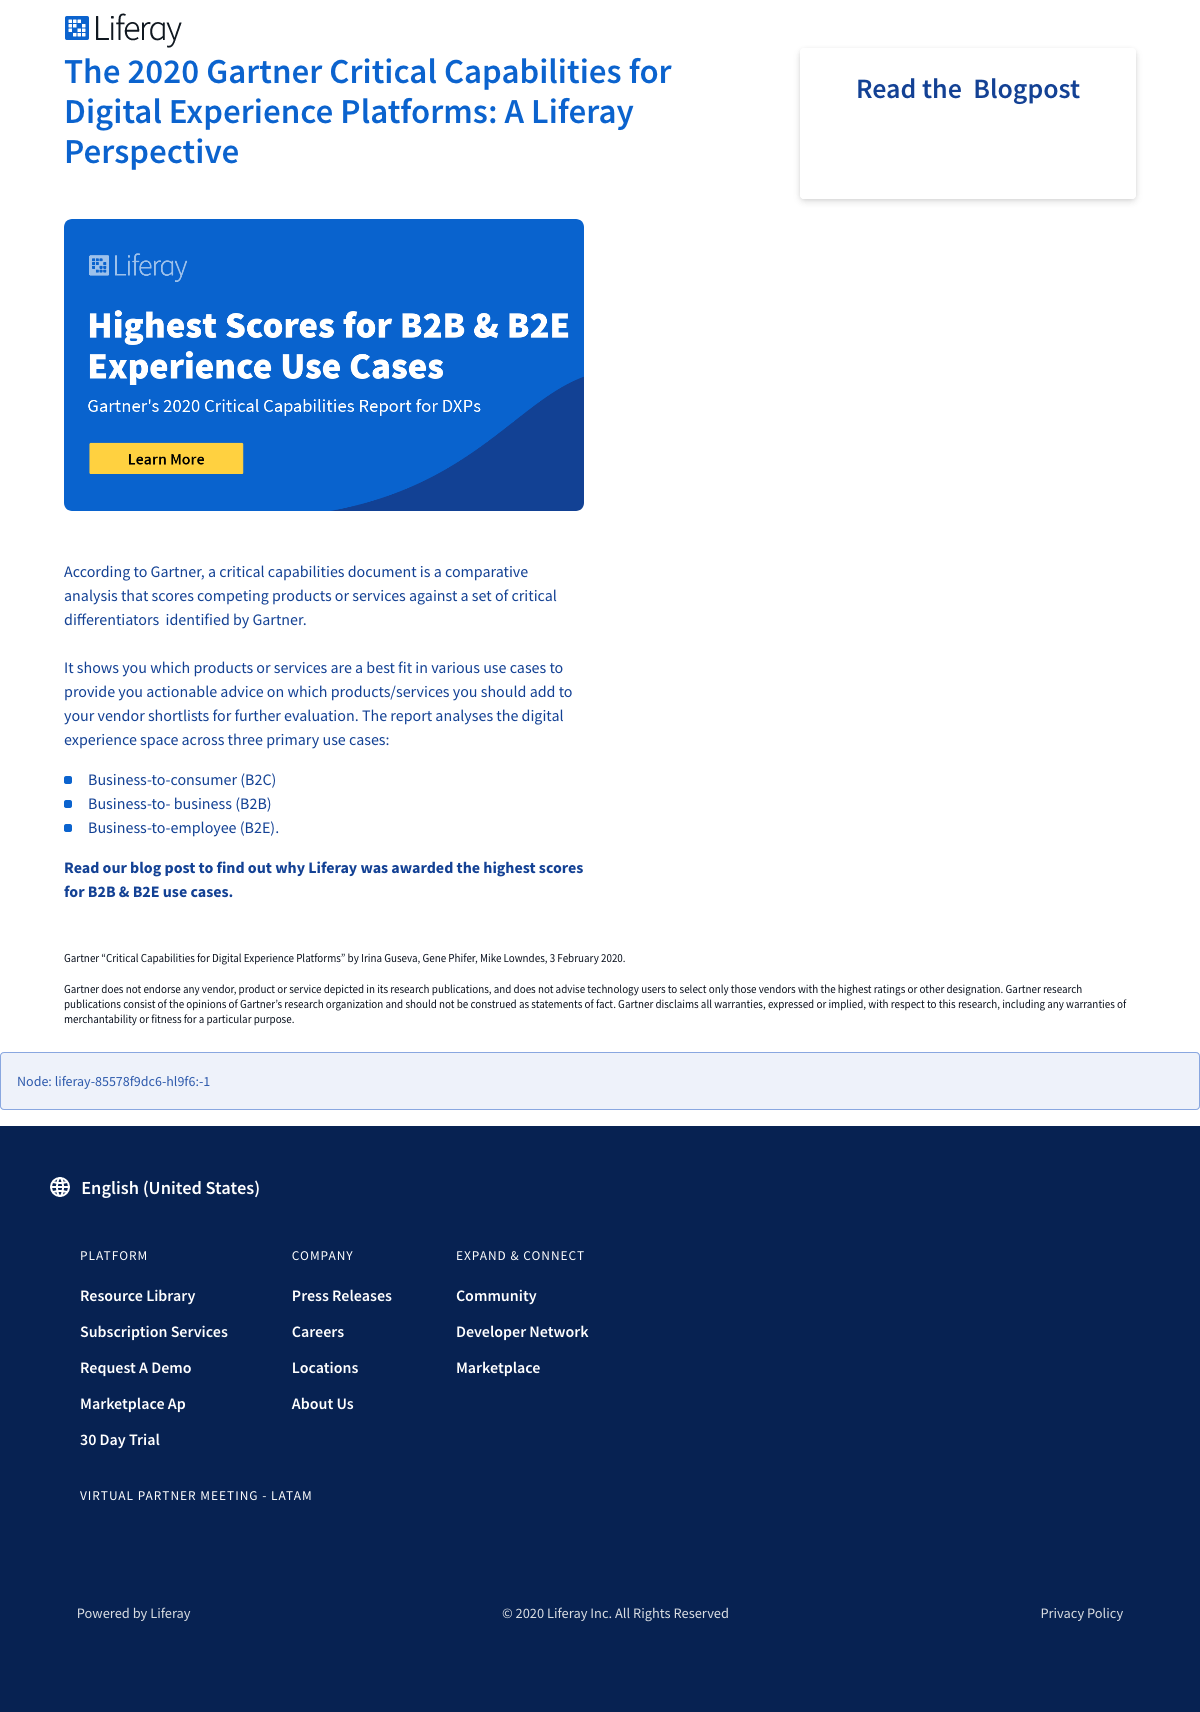 Liferay
The 2020 Gartner Critical Capabilities for
Digital Experience Platforms: A Liferay
Perspective
Read the Blogpost
Liferay
Highest Scores for B2B & B2E
Experience Use Cases
Gartner's 2020 Critical Capabilities Report for DXPs
Learn More
According to Gartner, a critical capabilities document is a comparative
analysis that scores competing products or services against a set of critical
differentiators identified by Gartner.
It shows you which products or services are a best fit in various use cases to
provide you actionable advice on which products/services you should add to
your vendor shortlists for further evaluation. The report analyses the digital
experience space across three primary use cases:
Business-to-consumer (B2C)
Business-to- business (B2B)
Business-to-employee (B2E).
Read our blog post to find out why Liferay was awarded the highest scores
for B2B & B2E use cases.
Gartner “Critical Capabilities for Digital Experience Platforms” by Irina Guseva, Gene Phifer, Mike Lowndes, 3 February 2020.
Gartner does not endorse any vendor, product or service depicted in its research publications, and does not advise technology users to select only those vendors with the highest ratings or other designation. Gartner research
publications consist of the opinions of Gartner’s research organization and should not be construed as statements of fact. Gartner disclaims all warranties, expressed or implied, with respect to this research, including any warranties of
merchantability or fitness for a particular purpose.
Node: liferay-85578f9dc6-hl9f6:-1
English (United States)
PLATFORM
Resource Library
Subscription Services
Request A Demo
Marketplace Ap
30 Day Trial
COMPANY
Press Releases
Careers
Locations
About Us
EXPAND & CONNECT
Community
Developer Network
Marketplace
VIRTUAL PARTNER MEETING - LATAM
Powered by Liferay
© 2020 Liferay Inc. All Rights Reserved
Privacy Policy